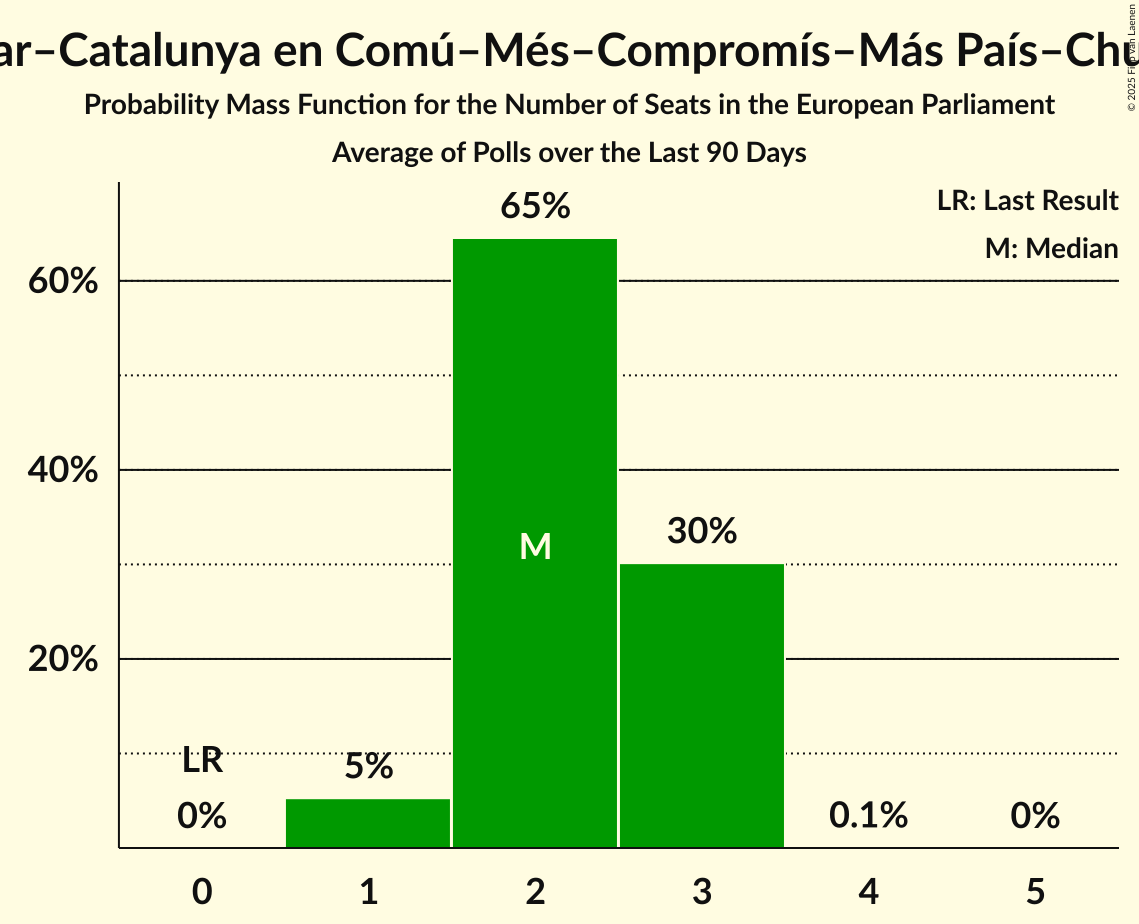 ar–Catalunya en Comú–Més–Compromís–Más País–Chu
Probability Mass Function for the Number of Seats in the European Parliament
Average of Polls over the Last 90 Days
© 2025 Filip van Laenen
LR: Last Result
M: Median
65%
60%
40%
M
30%
20%
LR
5%
0%
0.1%
0%
0 1 2 3 4 5